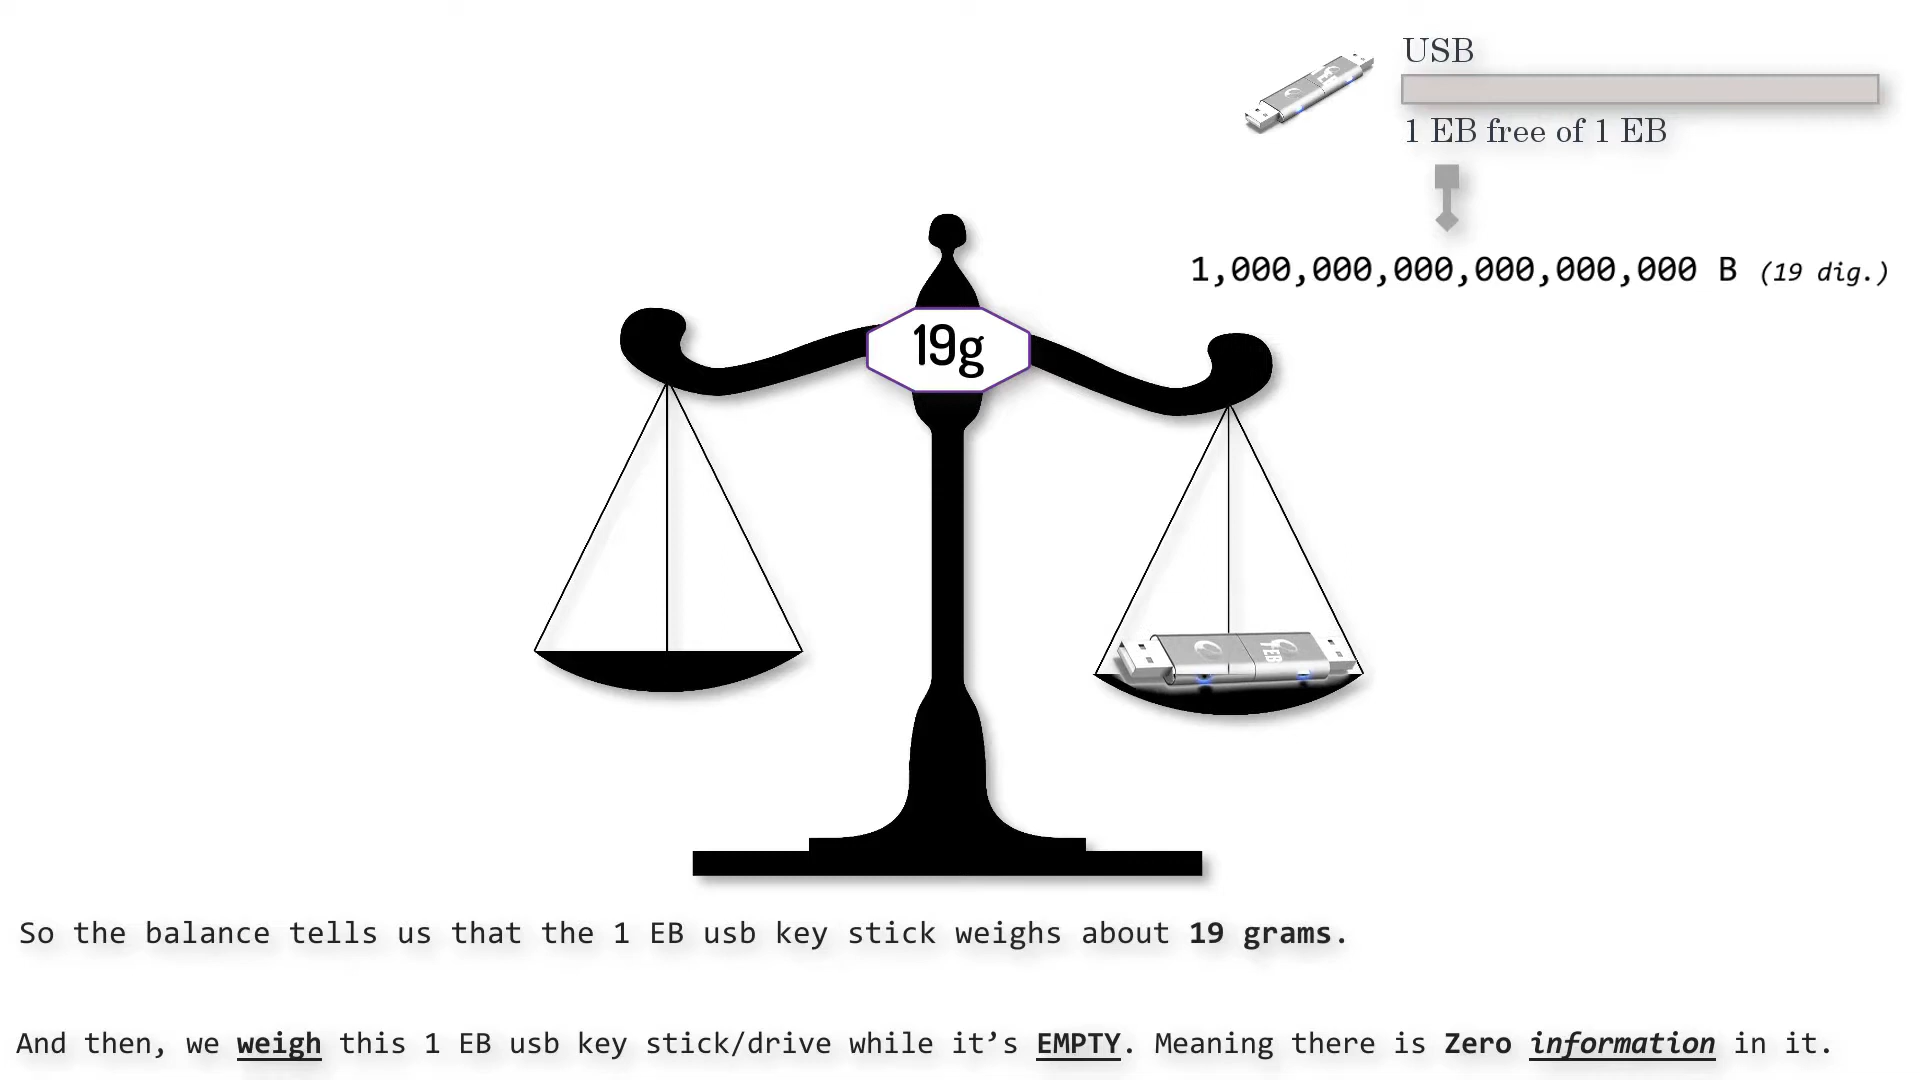 USB
1 EB free of 1 EB
1,000,000,000,000,000,000 B (19 dig.)
19g
1 EB
So the balance tells us that the 1 EB usb key stick weighs about 19 grams.
And then, we weigh this 1 EB usb key stick/drive while it’s EMPTY. Meaning there is Zero information in it.